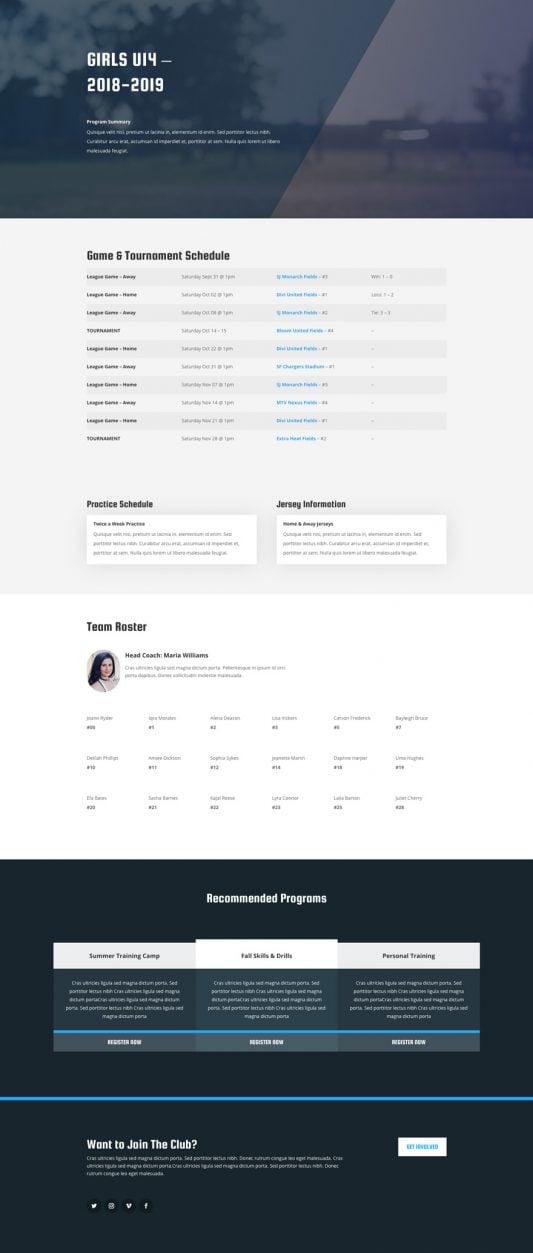 GIRLS U14 –
2018-2019
Program Summary
Quisque velit nisi, pretium ut lacinia in, elementum id enim. Sed porttitor lectus nibh.
Curabitur arcu erat, accumsan id imperdiet et, porttitor at sem. Nulla quis lorem ut libero
malesuada feugiat.
Game & Tournament Schedule
League Game – Away Saturday Sept 31 @ 1pm SJ Monarch Fields – #3 Win: 1 – 0
League Game – Home Saturday Oct 02 @ 1pm Divi United Fields – #1 Loss: 1 – 2
League Game – Away Saturday Oct 08 @ 1pm SJ Monarch Fields – #2 Tie: 3 – 3
TOURNAMENT Saturday Oct 14 – 15 Bloom United Fields – #4 –
League Game – Home Saturday Oct 22 @ 1pm Divi United Fields – #1 –
League Game – Away Saturday Oct 31 @ 1pm SF Chargers Stadium – #1 –
League Game – Home Saturday Nov 07 @ 1pm SJ Monarch Fields – #3 –
League Game – Away Saturday Nov 14 @ 1pm MTV Nexus Fields – #4 –
League Game – Home Saturday Nov 21 @ 1pm Divi United Fields – #1 –
TOURNAMENT Saturday Nov 28 @ 1pm Extra Heat Fields – #2 –
Practice Schedule Jersey Information
Twice a Week Practice Home & Away Jerseys
Quisque velit nisi, pretium ut lacinia in, elementum id enim. Sed Quisque velit nisi, pretium ut lacinia in, elementum id enim. Sed
porttitor lectus nibh. Curabitur arcu erat, accumsan id imperdiet et, porttitor lectus nibh. Curabitur arcu erat, accumsan id imperdiet et,
porttitor at sem. Nulla quis lorem ut libero malesuada feugiat. porttitor at sem. Nulla quis lorem ut libero malesuada feugiat.
Team Roster
Head Coach: Maria Williams
Cras ultricies ligula sed magna dictum porta. Pellentesque in ipsum id orci
porta dapibus. Donec sollicitudin molestie malesuada.
Joann Ryder Iqra Morales Alena Deacon Lisa Vickers Carson Frederick Rayleigh Bruce
#00 #1 #2 #3 #6 #7
Delilah Phillips Amee Dickson Sophia Sykes Jeanette Marsh Daphne Harper Uma Hughes
#10 #11 #12 #14 #18 #19
Efa Bates Sasha Barnes Kajal Reese Lyra Connor Laila Barton Juliet Cherry
#20 #21 #22 #23 #25 #28
Recommended Programs
Summer Training Camp Fall Skills & Drills Personal Training
Cras ultricies ligula sed magna dictum porta. Sed Cras ultricies ligula sed magna dictum porta. Sed Cras ultricies ligula sed magna dictum porta. Sed
porttitor lectus nibh Cras ultricies ligula sed magna porttitor lectus nibh Cras ultricies ligula sed magna porttitor lectus nibh Cras ultricies ligula sed magna
dictum portaCras ultricies ligula sed magna dictum dictum portaCras ultricies ligula sed magna dictum dictum portaCras ultricies ligula sed magna dictum
porta. Sed porttitor lectus nibh Cras ultricies ligula sed porta. Sed porttitor lectus nibh Cras ultricies ligula sed porta. Sed porttitor lectus nibh Cras ultricies ligula sed
magna dictum porta magna dictum porta magna dictum porta
REGISTER NOW REGISTER NOW REGISTER NOW
Want to Join The Club? GET INVOLVED
Cras ultricies ligula sed magna dictum porta. Sed porttitor lectus nibh. Donec rutrum congue leo eget malesuada. Cras
ultricies ligula sed magna dictum porta.Cras ultricies ligula sed magna dictum porta. Sed porttitor lectus nibh. Donec
rutrum congue leo eget malesuada.